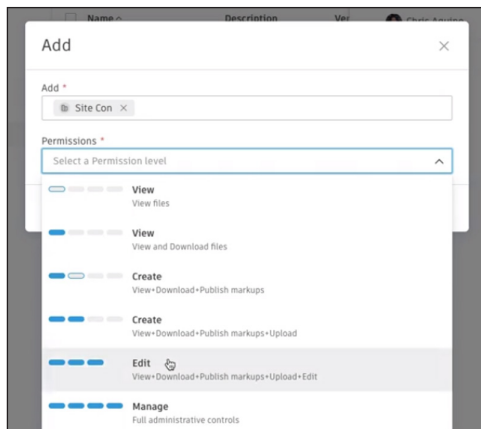 Name
Description
Ver
Chris Aquino
Add
Add *
Site Con
Permissions *
Select a Permission level
View
View files
View
View and Download files
Create
View+Download+Publish markups
Create
View+Download+Publish markups+Upload
Edit
View+Download+Publish markups+Upload+Edit
Manage
Full administrative controls